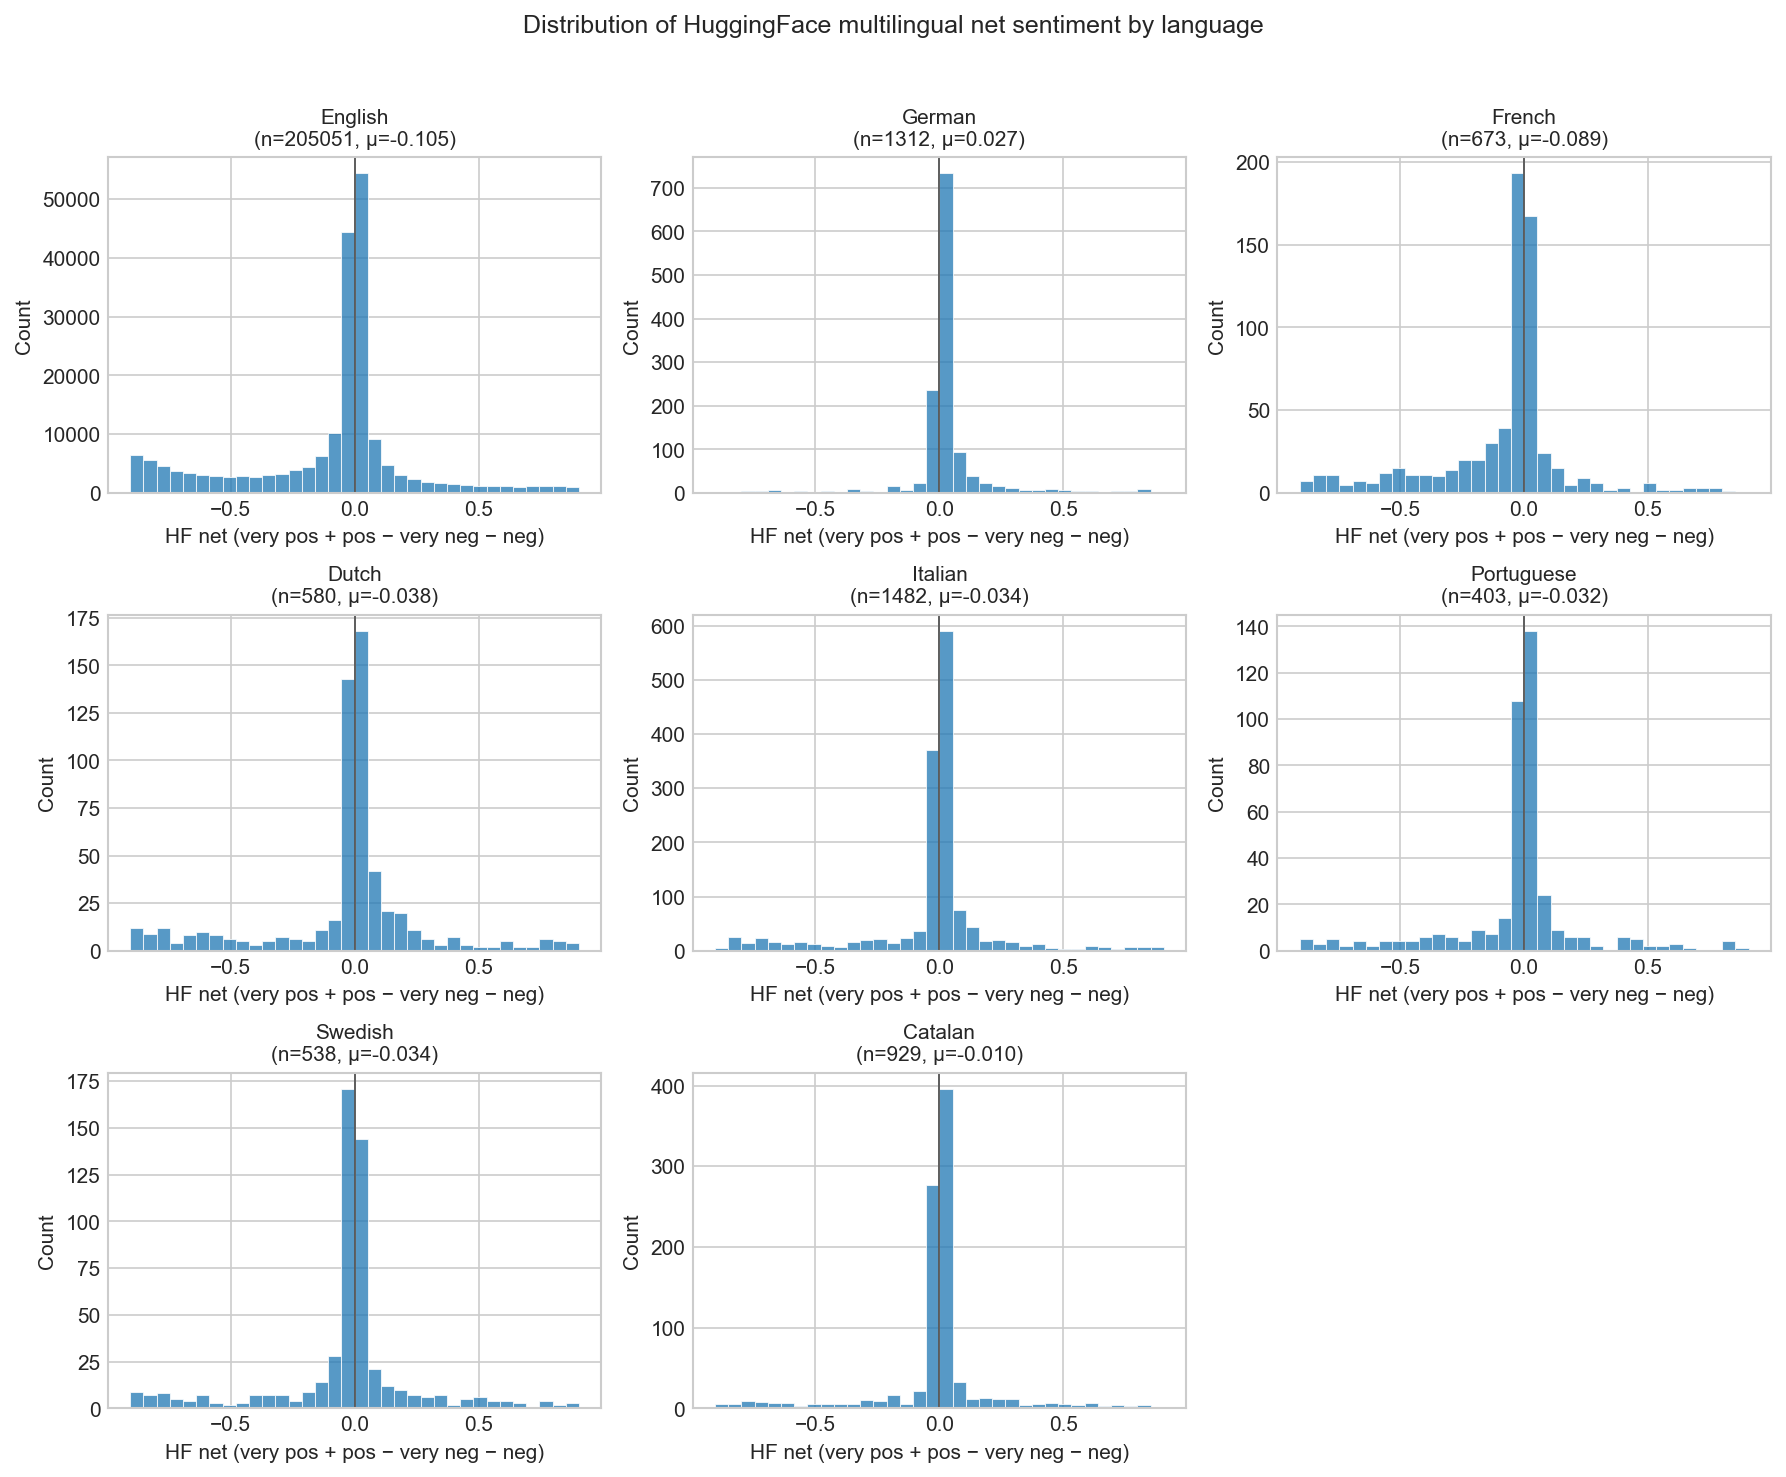 Distribution of HuggingFace multilingual net sentiment by language
English
(n=205051, μ=-0.105)
Count
50000
40000
30000
20000
10000
0
−0.5 0.0 0.5
HF net (very pos + pos − very neg − neg)
German
(n=1312, μ=0.027)
Count
700
600
500
400
300
200
100
0
−0.5 0.0 0.5
HF net (very pos + pos − very neg − neg)
French
(n=673, μ=-0.089)
Count
200
150
100
50
0
−0.5 0.0 0.5
HF net (very pos + pos − very neg − neg)
Dutch
(n=580, μ=-0.038)
Count
175
150
125
100
75
50
25
0
−0.5 0.0 0.5
HF net (very pos + pos − very neg − neg)
Italian
(n=1482, μ=-0.034)
Count
600
500
400
300
200
100
0
−0.5 0.0 0.5
HF net (very pos + pos − very neg − neg)
Portuguese
(n=403, μ=-0.032)
Count
140
120
100
80
60
40
20
0
−0.5 0.0 0.5
HF net (very pos + pos − very neg − neg)
Swedish
(n=538, μ=-0.034)
Count
175
150
125
100
75
50
25
0
−0.5 0.0 0.5
HF net (very pos + pos − very neg − neg)
Catalan
(n=929, μ=-0.010)
Count
400
300
200
100
0
−0.5 0.0 0.5
HF net (very pos + pos − very neg − neg)